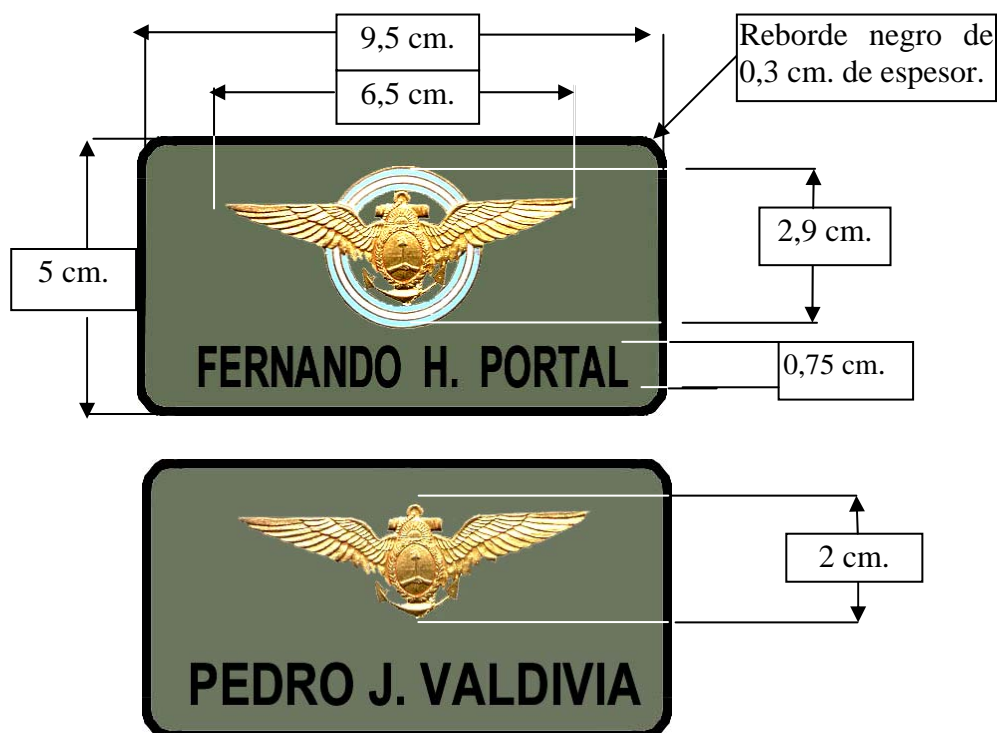 9,5 cm.
Reborde negro de
0,3 cm. de espesor.
6,5 cm.
2,9 cm.
5 cm.
0,75 cm.
FERNANDO H. PORTAL
2 cm.
PEDRO J. VALDIVIA